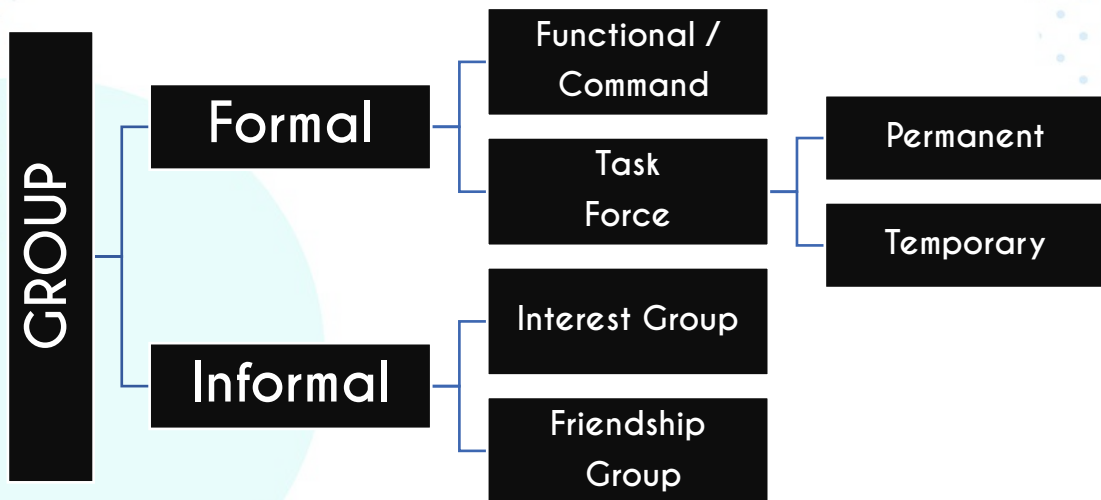 GROUP
Formal
Functional /
Command
Task
Force
Permanent
Temporary
Informal
Interest Group
Friendship
Group